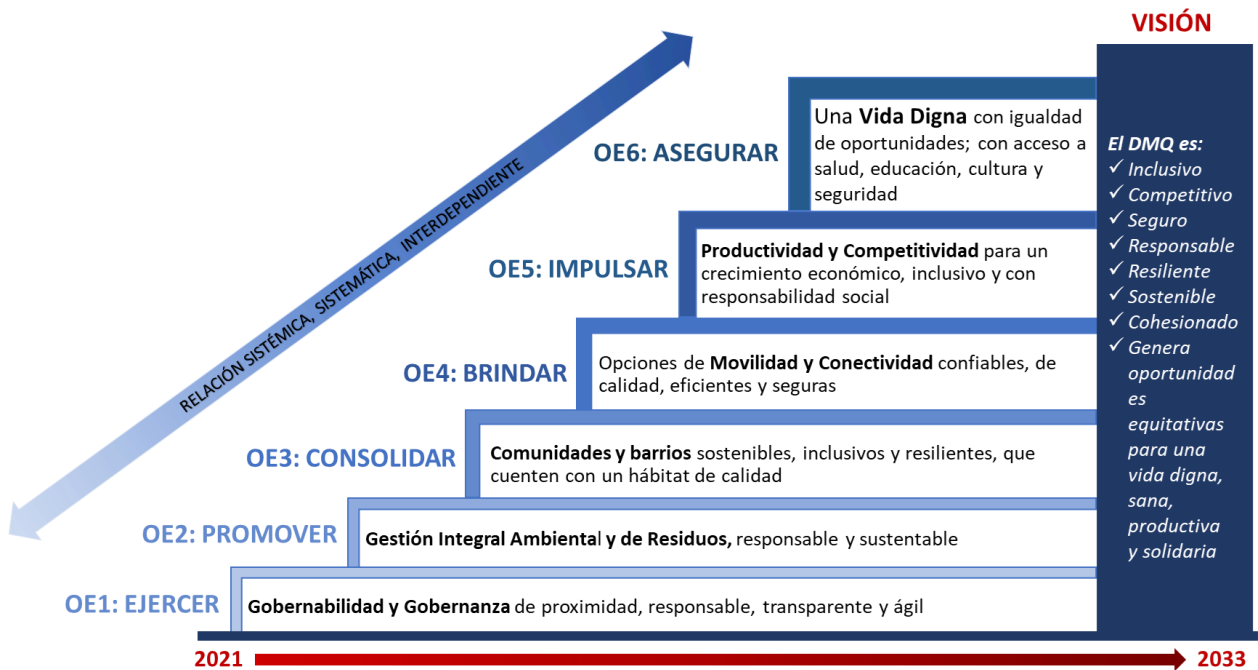 VISIÓN
El DMQ es:
✓ Inclusivo
✓ Competitivo
✓ Seguro
✓ Responsable
✓ Resiliente
✓ Sostenible
✓ Cohesionado
✓ Genera
oportunidad
es
equitativas
para una
vida digna,
sana,
productiva
y solidaria
RELACIÓN SISTÉMICA, SISTEMÁTICA, INTERDEPENDIENTE
OE6: ASEGURAR
Una Vida Digna con igualdad
de oportunidades; con acceso a
salud, educación, cultura y
seguridad
OE5: IMPULSAR
Productividad y Competitividad para un
crecimiento económico, inclusivo y con
responsabilidad social
OE4: BRINDAR
Opciones de Movilidad y Conectividad confiables, de
calidad, eficientes y seguras
OE3: CONSOLIDAR
Comunidades y barrios sostenibles, inclusivos y resilientes, que
cuenten con un hábitat de calidad
OE2: PROMOVER
Gestión Integral Ambiental y de Residuos, responsable y sustentable
OE1: EJERCER
Gobernabilidad y Gobernanza de proximidad, responsable, transparente y ágil
2021
2033